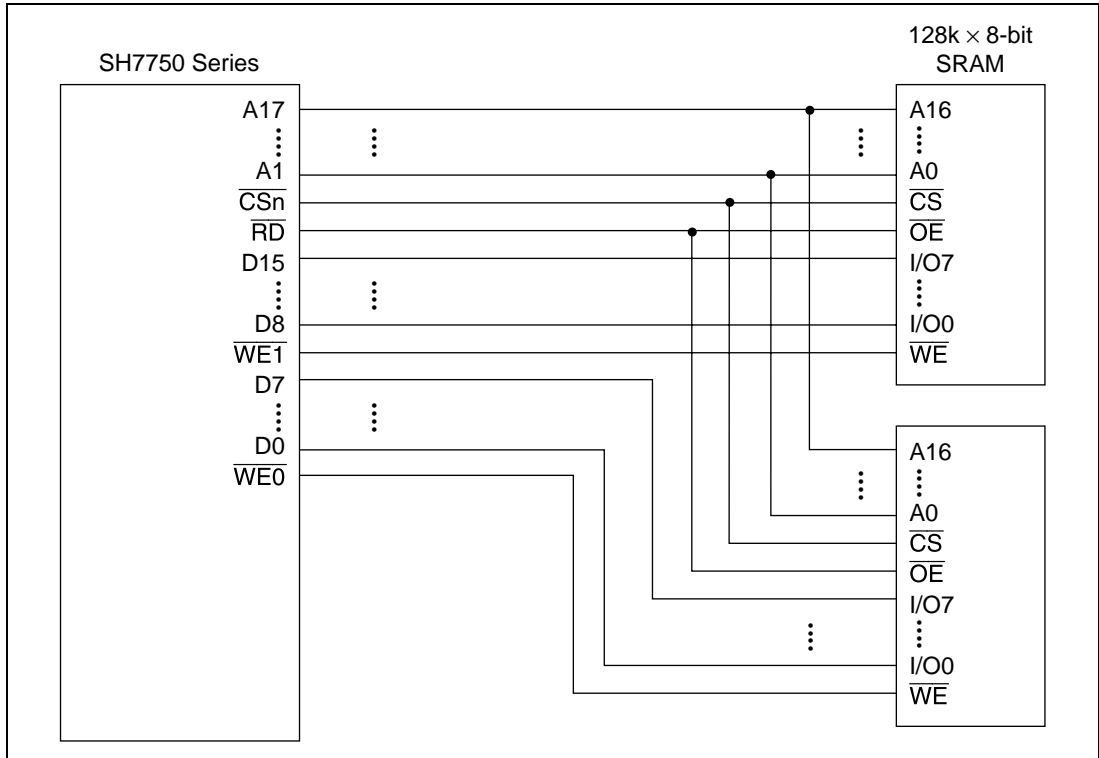 SH7750 Series
128k × 8-bit
SRAM
A17
A1
CSn
RD
D15
D8
WE1
D7
D0
WE0
A16
A0
CS
OE
I/O7
I/O0
WE
A16
A0
CS
OE
I/O7
I/O0
WE